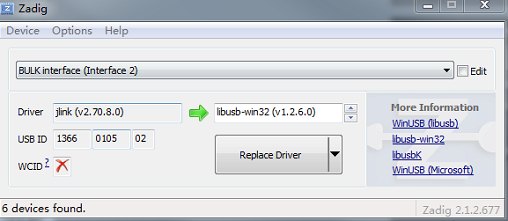 Zadig
Device Options Help
BULK interface (Interface 2)
Edit
Driver jlink (v2.70.8.0) libusb-win32 (v1.2.6.0)
USB ID 1366 0105 02
WCID ?
Replace Driver
More Information
WinUSB (libusb)
libusb-win32
libusbK
WinUSB (Microsoft)
6 devices found.
Zadig 2.1.2.677